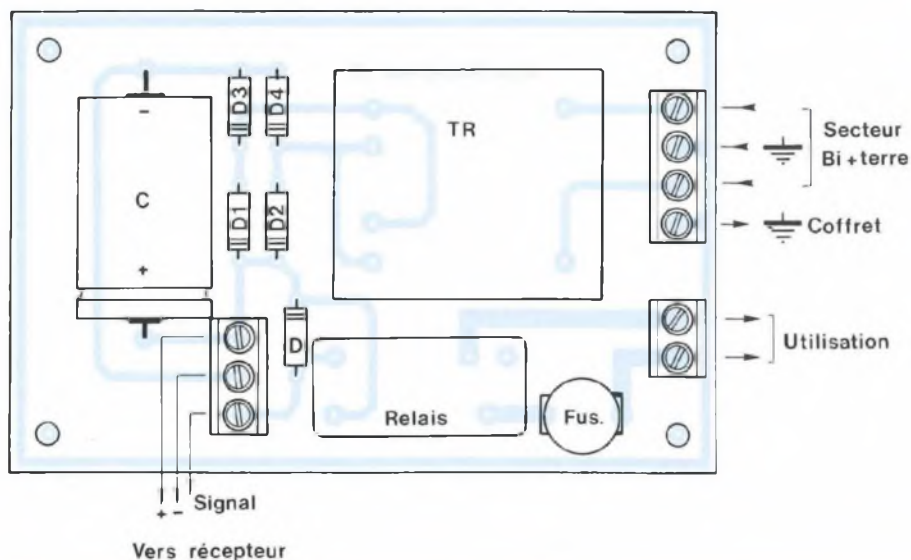 D3
D4
TR
Secteur
Bi + terre
C
D1
D2
Coffret
D
Utilisation
Relais
Fus.
+ - Signal
Vers récepteur